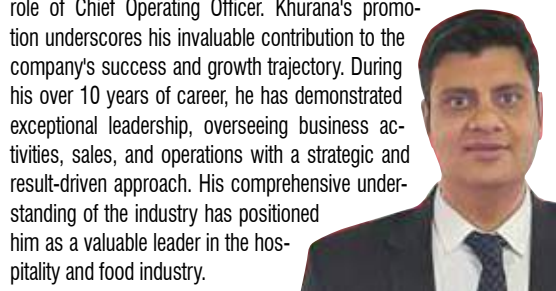 role of Chief Operating Officer. Khurana's promo-
tion underscores his invaluable contribution to the
company's success and growth trajectory. During
his over 10 years of career, he has demonstrated
exceptional leadership, overseeing business ac-
tivities, sales, and operations with a strategic and
result-driven approach. His comprehensive under-
standing of the industry has positioned
him as a valuable leader in the hos-
pitality and food industry.